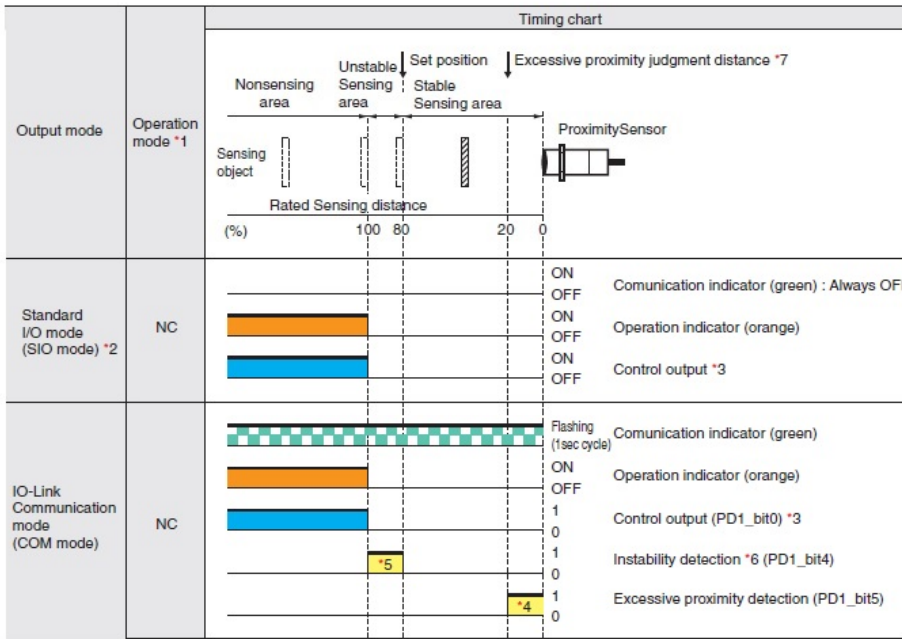 Timing chart
Output mode
Operation
mode *1
Nonsensing
area
Unstable
Sensing
area
Set position
Stable
Sensing area
Excessive proximity judgment distance *7
Sensing
object
ProximitySensor
Rated Sensing distance
(%)
100 80 20 0
Standard
I/O mode
(SIO mode) *2
NC
ON
OFF
Comunication indicator (green) : Always OFF
ON
OFF
Operation indicator (orange)
ON
OFF
Control output *3
IO-Link
Communication
mode
(COM mode)
NC
Flashing
(1sec cycle)
Comunication indicator (green)
ON
OFF
Operation indicator (orange)
1
0
Control output (PD1_bit0) *3
*5
1
0
Instability detection *6 (PD1_bit4)
*4
1
0
Excessive proximity detection (PD1_bit5)